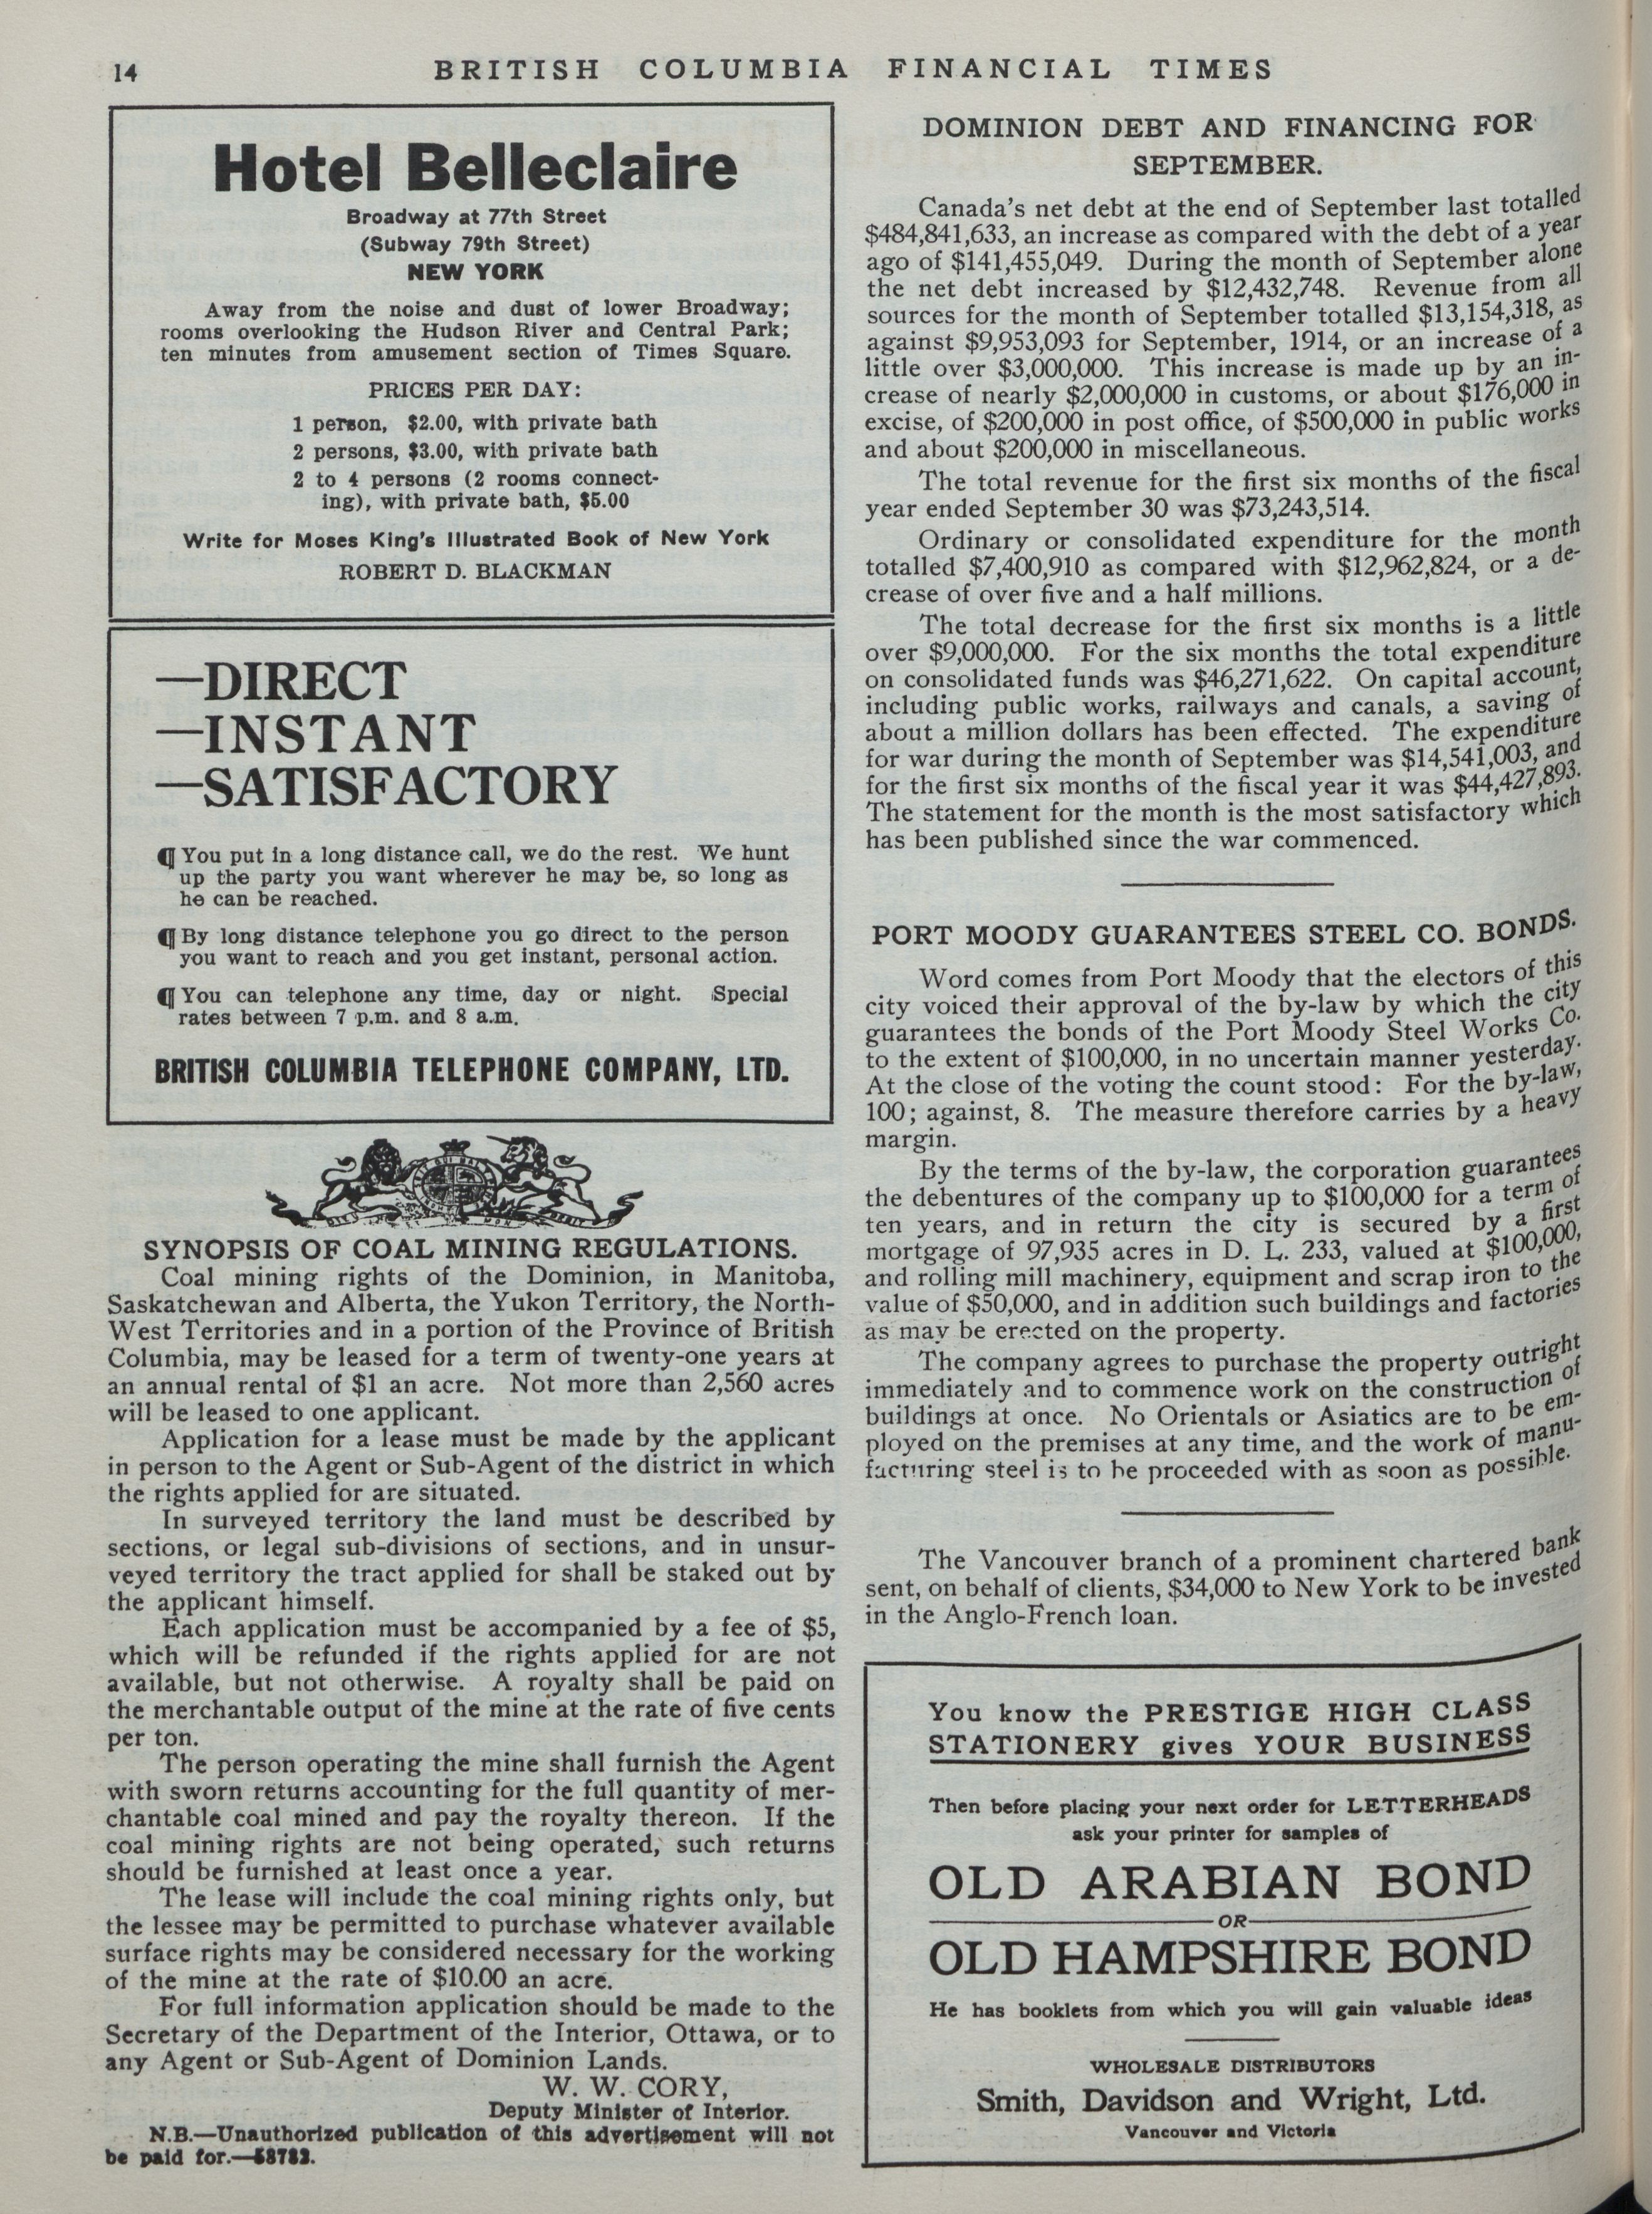 14
BRITISH COLUMBIA FINANCIAL TIMES
Hotel Belleclaire
Broadway at 77th Street
(Subway 79th Street)
NEW YORK
Away from the noise and dust of lower Broadway;
rooms overlooking the Hudson River and Central Park;
ten minutes from amusement section of Times Square.
PRICES PER DAY:
1 person, $2.00, with private bath
2 persons, $3.00, with private bath
2 to 4 persons (2 rooms connect-
ing), with private bath, $5.00
Write for Moses King's Illustrated Book of New York
ROBERT D. BLACKMAN
—DIRECT
—INSTANT
—SATISFACTORY
¶ You put in a long distance call, we do the rest. We hunt
up the party you want wherever he may be, so long as
he can be reached.
¶ By long distance telephone you go direct to the person
you want to reach and you get instant, personal action.
¶ You can telephone any time, day or night. Special
rates between 7 p.m. and 8 a.m.
BRITISH COLUMBIA TELEPHONE COMPANY, LTD.
SYNOPSIS OF COAL MINING REGULATIONS.
Coal mining rights of the Dominion, in Manitoba,
Saskatchewan and Alberta, the Yukon Territory, the North-
West Territories and in a portion of the Province of British
Columbia, may be leased for a term of twenty-one years at
an annual rental of $1 an acre. Not more than 2,560 acres
will be leased to one applicant.
Application for a lease must be made by the applicant
in person to the Agent or Sub-Agent of the district in which
the rights applied for are situated.
In surveyed territory the land must be described by
sections, or legal sub-divisions of sections, and in unsur-
veyed territory the tract applied for shall be staked out by
the applicant himself.
Each application must be accompanied by a fee of $5,
which will be refunded if the rights applied for are not
available, but not otherwise. A royalty shall be paid on
the merchantable output of the mine at the rate of five cents
per ton.
The person operating the mine shall furnish the Agent
with sworn returns accounting for the full quantity of mer-
chantable coal mined and pay the royalty thereon. If the
coal mining rights are not being operated, such returns
should be furnished at least once a year.
The lease will include the coal mining rights only, but
the lessee may be permitted to purchase whatever available
surface rights may be considered necessary for the working
of the mine at the rate of $10.00 an acre.
For full information application should be made to the
Secretary of the Department of the Interior, Ottawa, or to
any Agent or Sub-Agent of Dominion Lands.
W. W. CORY,
Deputy Minister of Interior.
N.B.—Unauthorized publication of this advertisement will not
be paid for.—58782.
DOMINION DEBT AND FINANCING FOR
SEPTEMBER.
Canada's net debt at the end of September last totalled
$484,841,633, an increase as compared with the debt of a year
ago of $141,455,049. During the month of September alone
the net debt increased by $12,432,748. Revenue from all
sources for the month of September totalled $13,154,318, as
against $9,953,093 for September, 1914, or an increase of a
little over $3,000,000. This increase is made up by an in-
crease of nearly $2,000,000 in customs, or about $176,000 in
excise, of $200,000 in post office, of $500,000 in public works
and about $200,000 in miscellaneous.
The total revenue for the first six months of the fiscal
year ended September 30 was $73,243,514.
Ordinary or consolidated expenditure for the month
totalled $7,400,910 as compared with $12,962,824, or a de-
crease of over five and a half millions.
The total decrease for the first six months is a little
over $9,000,000. For the six months the total expenditure
on consolidated funds was $46,271,622. On capital account,
including public works, railways and canals, a saving of
about a million dollars has been effected. The expenditure
for war during the month of September was $14,541,003, and
for the first six months of the fiscal year it was $44,427,893.
The statement for the month is the most satisfactory which
has been published since the war commenced.
PORT MOODY GUARANTEES STEEL CO. BONDS.
Word comes from Port Moody that the electors of this
city voiced their approval of the by-law by which the city
guarantees the bonds of the Port Moody Steel Works Co.
to the extent of $100,000, in no uncertain manner yesterday.
At the close of the voting the count stood: For the by-law,
100; against, 8. The measure therefore carries by a heavy
margin.
By the terms of the by-law, the corporation guarantees
the debentures of the company up to $100,000 for a term of
ten years, and in return the city is secured by a first
mortgage of 97,935 acres in D. L. 233, valued at $100,000,
and rolling mill machinery, equipment and scrap iron to the
value of $50,000, and in addition such buildings and factories
as may be erected on the property.
The company agrees to purchase the property outright
immediately and to commence work on the construction of
buildings at once. No Orientals or Asiatics are to be em-
ployed on the premises at any time, and the work of manu-
facturing steel is to be proceeded with as soon as possible.
The Vancouver branch of a prominent chartered bank
sent, on behalf of clients, $34,000 to New York to be invested
in the Anglo-French loan.
You know the PRESTIGE HIGH CLASS
STATIONERY gives YOUR BUSINESS
Then before placing your next order for LETTERHEADS
ask your printer for samples of
OLD ARABIAN BOND
OR
OLD HAMPSHIRE BOND
He has booklets from which you will gain valuable ideas
WHOLESALE DISTRIBUTORS
Smith, Davidson and Wright, Ltd.
Vancouver and Victoria